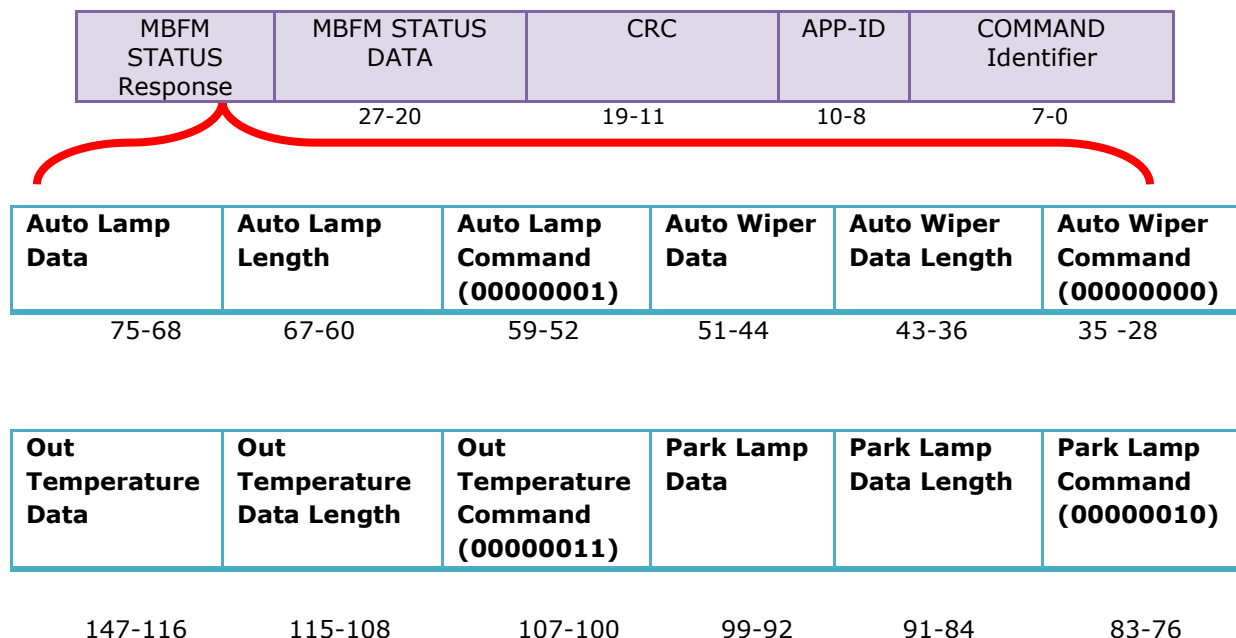 MBFM STATUS Response
MBFM STATUS DATA
CRC
APP-ID
COMMAND Identifier
27-20
19-11
10-8
7-0
Auto Lamp Data
Auto Lamp Length
Auto Lamp Command (00000001)
Auto Wiper Data
Auto Wiper Data Length
Auto Wiper Command (00000000)
75-68
67-60
59-52
51-44
43-36
35 -28
Out Temperature Data
Out Temperature Data Length
Out Temperature Command (00000011)
Park Lamp Data
Park Lamp Data Length
Park Lamp Command (00000010)
147-116
115-108
107-100
99-92
91-84
83-76